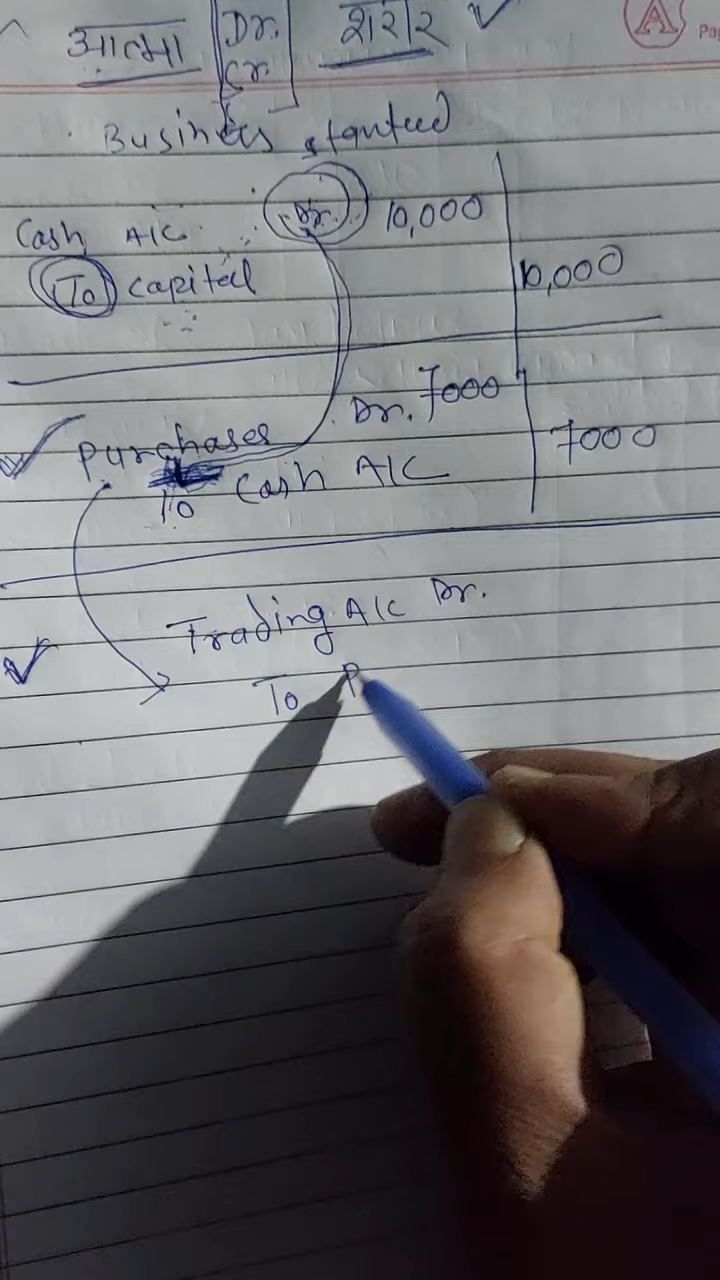 आत्मा Dr. शरीर
Cr.
Business started
Cash A/C Dr. 10,000
To capital 10,000
Purchases Dr. 7000
To Cash A/C 7000
Trading A/C Dr.
To P